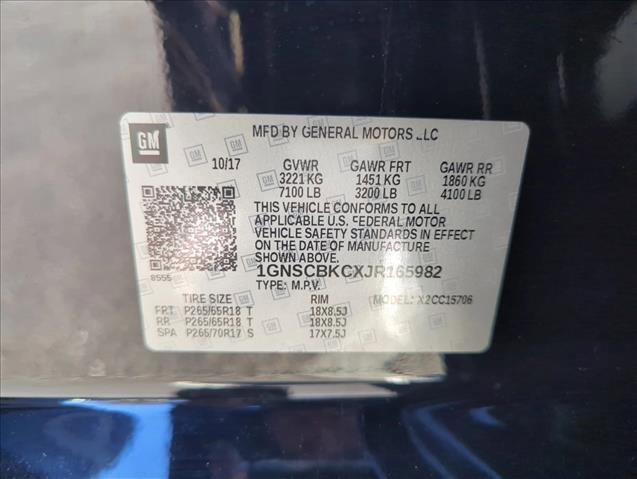 GM
MFD BY GENERAL MOTORS LLC
10/17 GVWR GAWR FRT GAWR RR
3221 KG 1451 KG 1860 KG
7100 LB 3200 LB 4100 LB
THIS VEHICLE CONFORMS TO ALL
APPLICABLE U.S. FEDERAL MOTOR
VEHICLE SAFETY STANDARDS IN EFFECT
ON THE DATE OF MANUFACTURE
SHOWN ABOVE.
8555
1GNSCBKCXJR165982
TYPE: M.P.V. MODEL: X2CC15706
TIRE SIZE RIM
FRT P265/65R18 T 18X8.5J
RR P265/65R18 T 18X8.5J
SPA P265/70R17 S 17X7.5J